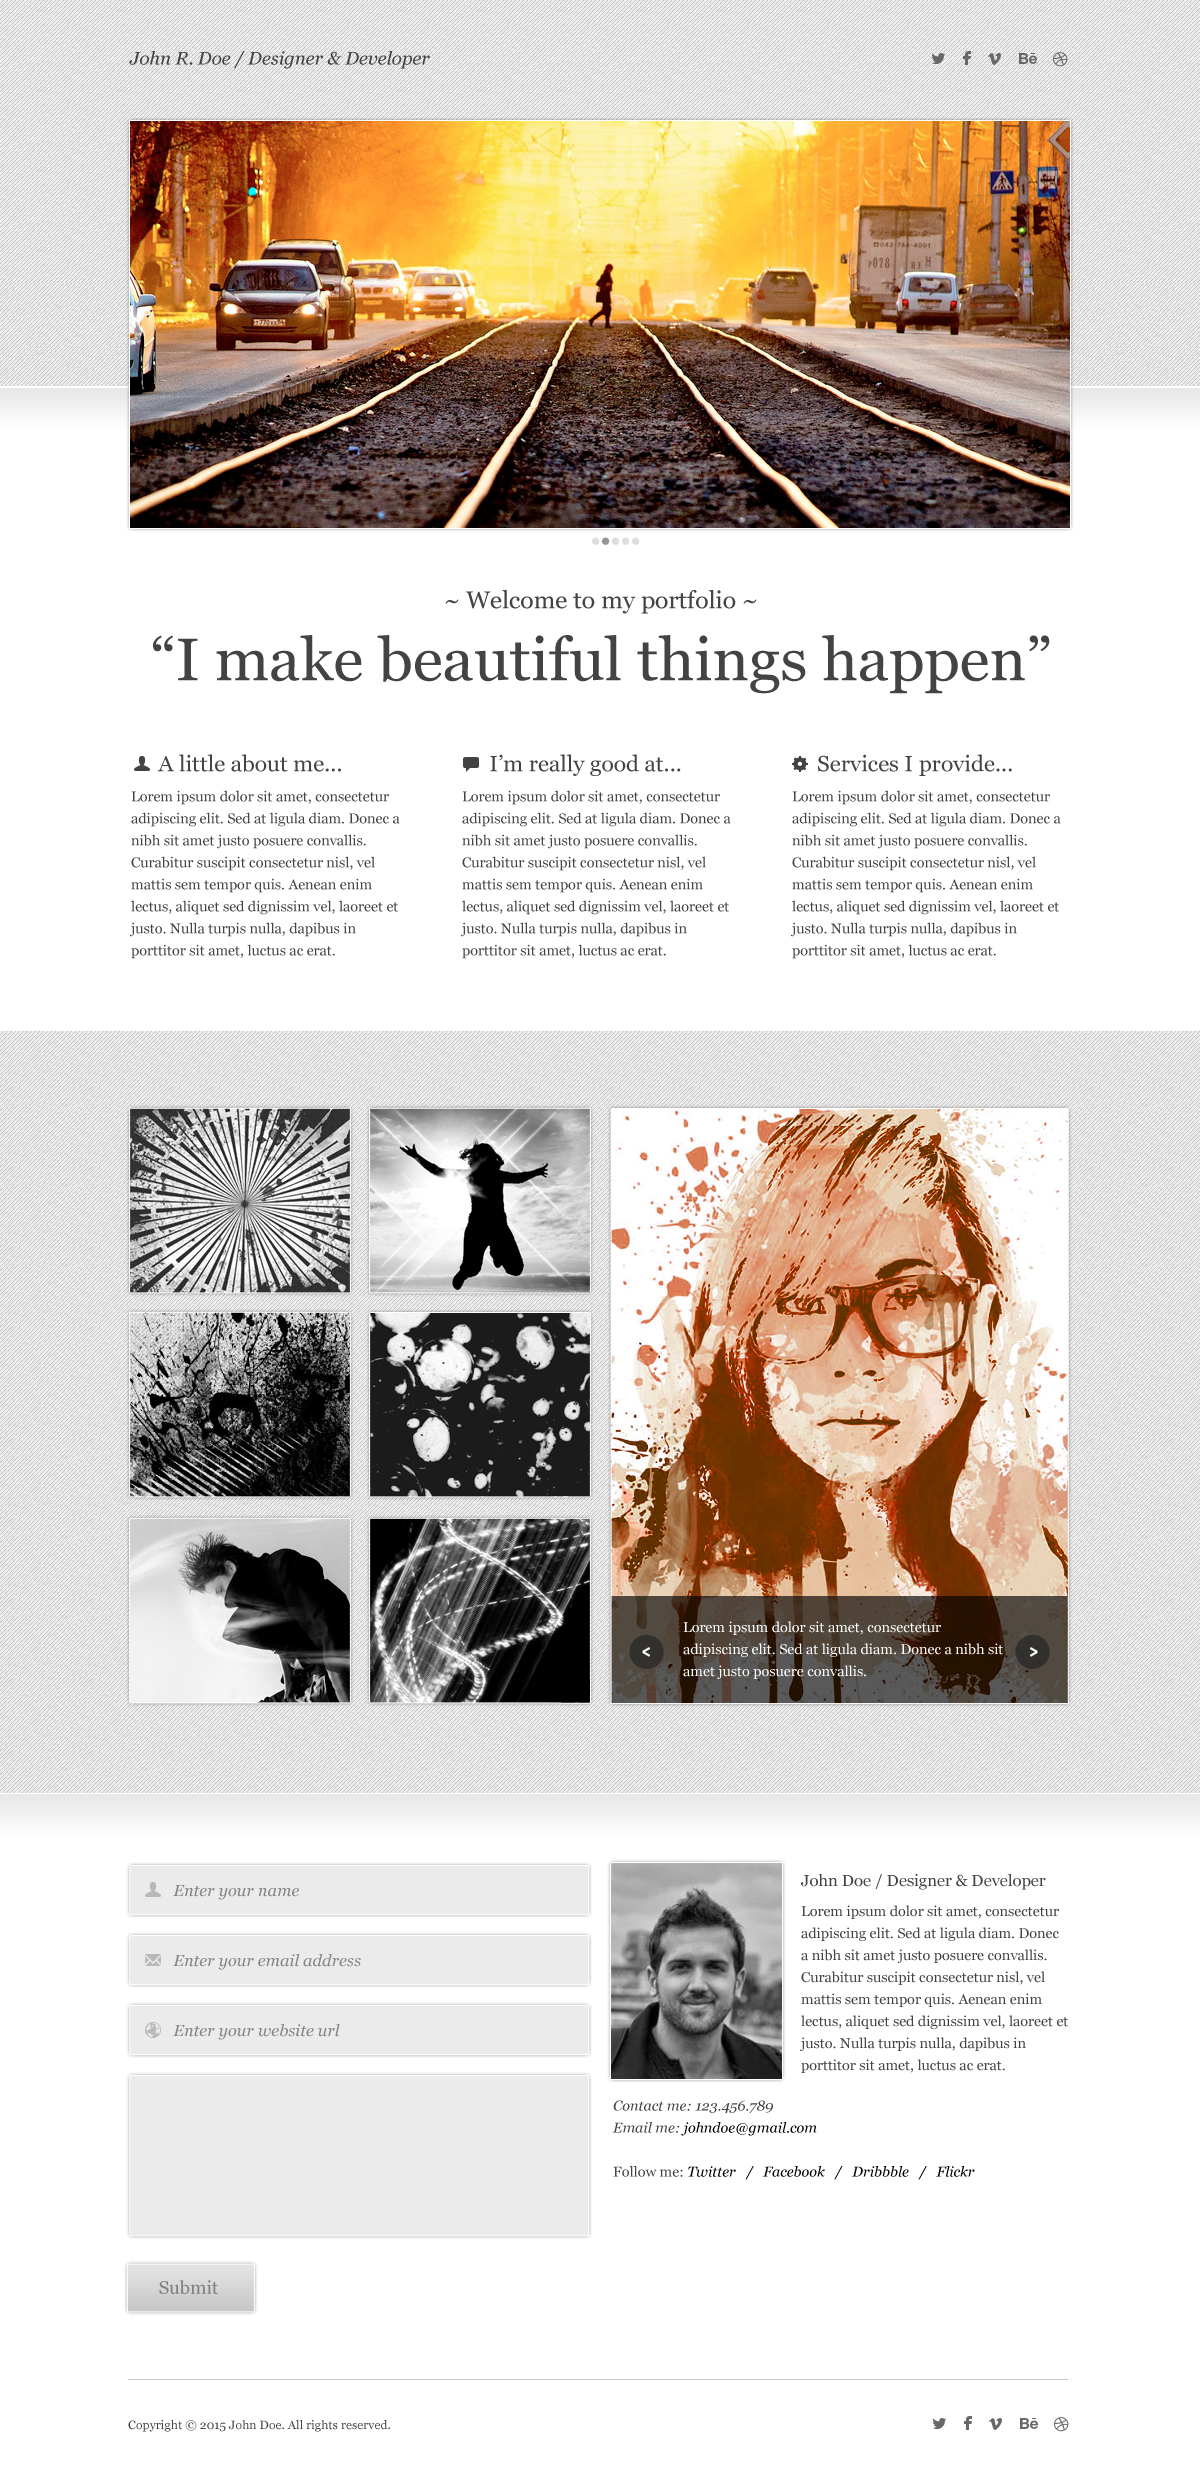 John R. Doe / Designer & Developer
Bē
042-786-4001
~ Welcome to my portfolio ~
“I make beautiful things happen”
A little about me...
Lorem ipsum dolor sit amet, consectetur
adipiscing elit. Sed at ligula diam. Donec a
nibh sit amet justo posuere convallis.
Curabitur suscipit consectetur nisl, vel
mattis sem tempor quis. Aenean enim
lectus, aliquet sed dignissim vel, laoreet et
justo. Nulla turpis nulla, dapibus in
porttitor sit amet, luctus ac erat.
I’m really good at...
Lorem ipsum dolor sit amet, consectetur
adipiscing elit. Sed at ligula diam. Donec a
nibh sit amet justo posuere convallis.
Curabitur suscipit consectetur nisl, vel
mattis sem tempor quis. Aenean enim
lectus, aliquet sed dignissim vel, laoreet et
justo. Nulla turpis nulla, dapibus in
porttitor sit amet, luctus ac erat.
Services I provide...
Lorem ipsum dolor sit amet, consectetur
adipiscing elit. Sed at ligula diam. Donec a
nibh sit amet justo posuere convallis.
Curabitur suscipit consectetur nisl, vel
mattis sem tempor quis. Aenean enim
lectus, aliquet sed dignissim vel, laoreet et
justo. Nulla turpis nulla, dapibus in
porttitor sit amet, luctus ac erat.
Lorem ipsum dolor sit amet, consectetur
adipiscing elit. Sed at ligula diam. Donec a nibh sit
amet justo posuere convallis.
Enter your name
Enter your email address
Enter your website url
Submit
John Doe / Designer & Developer
Lorem ipsum dolor sit amet, consectetur
adipiscing elit. Sed at ligula diam. Donec
a nibh sit amet justo posuere convallis.
Curabitur suscipit consectetur nisl, vel
mattis sem tempor quis. Aenean enim
lectus, aliquet sed dignissim vel, laoreet et
justo. Nulla turpis nulla, dapibus in
porttitor sit amet, luctus ac erat.
Contact me: 123.456.789
Email me: johndoe@gmail.com
Follow me: Twitter / Facebook / Dribbble / Flickr
Copyright © 2015 John Doe. All rights reserved.
Bē